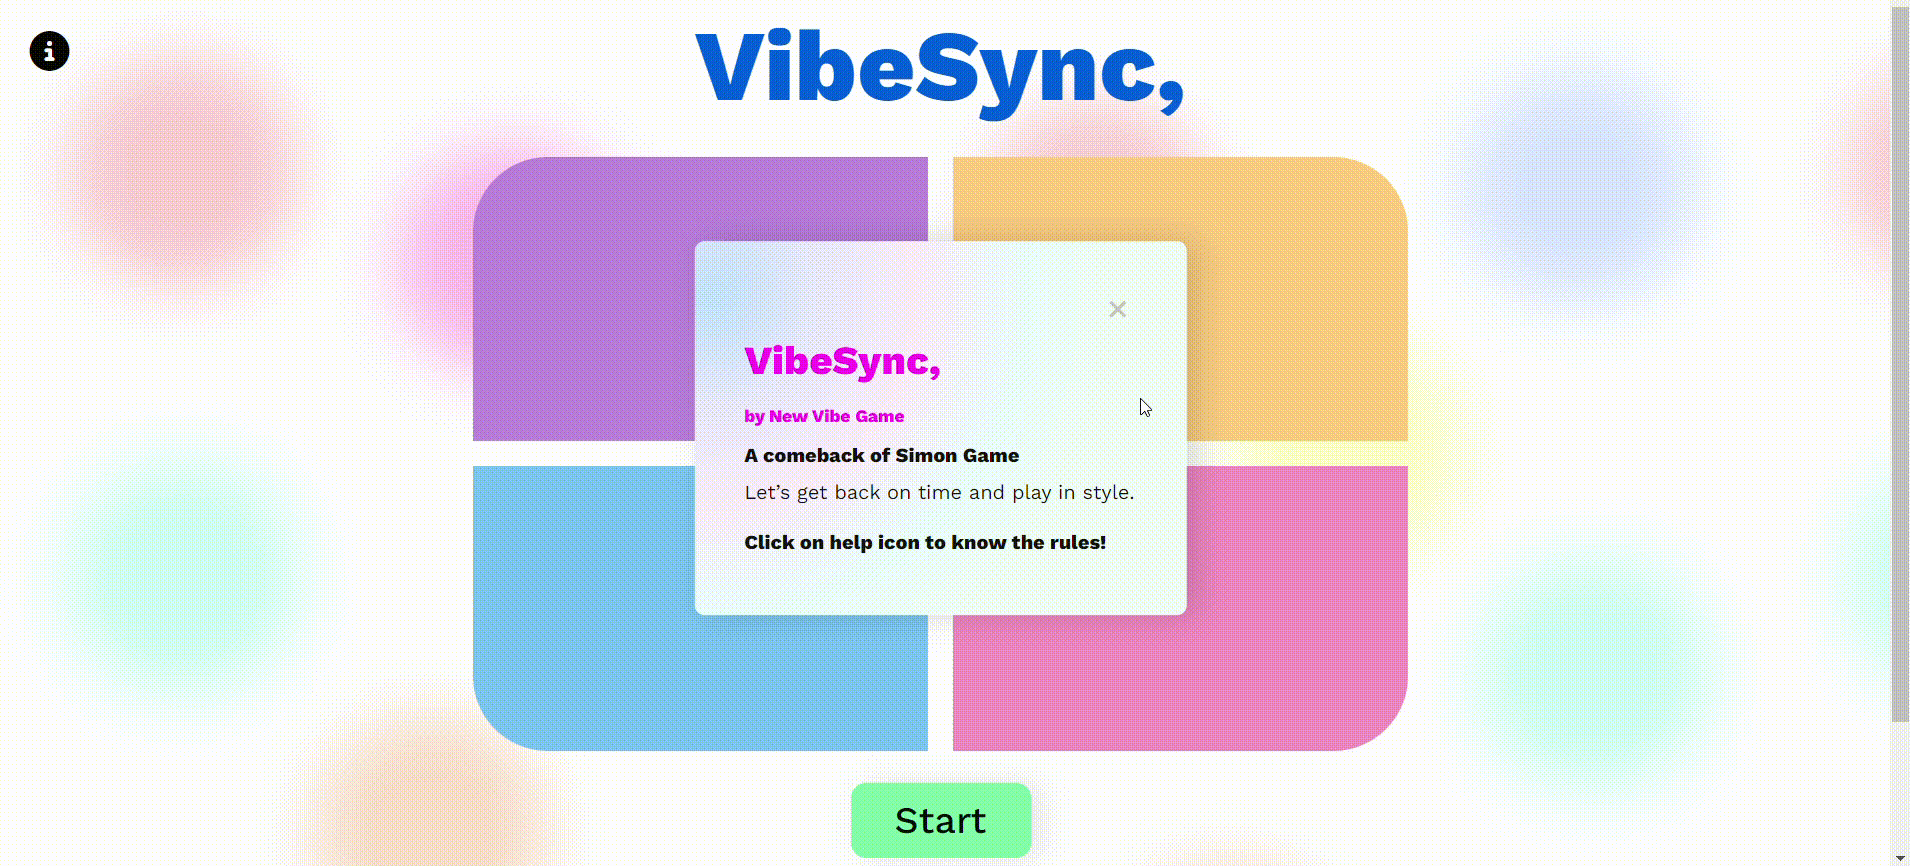 VibeSync,
VibeSync,
by New Vibe Game
A comeback of Simon Game
Let’s get back on time and play in style.
Click on help icon to know the rules!
Start